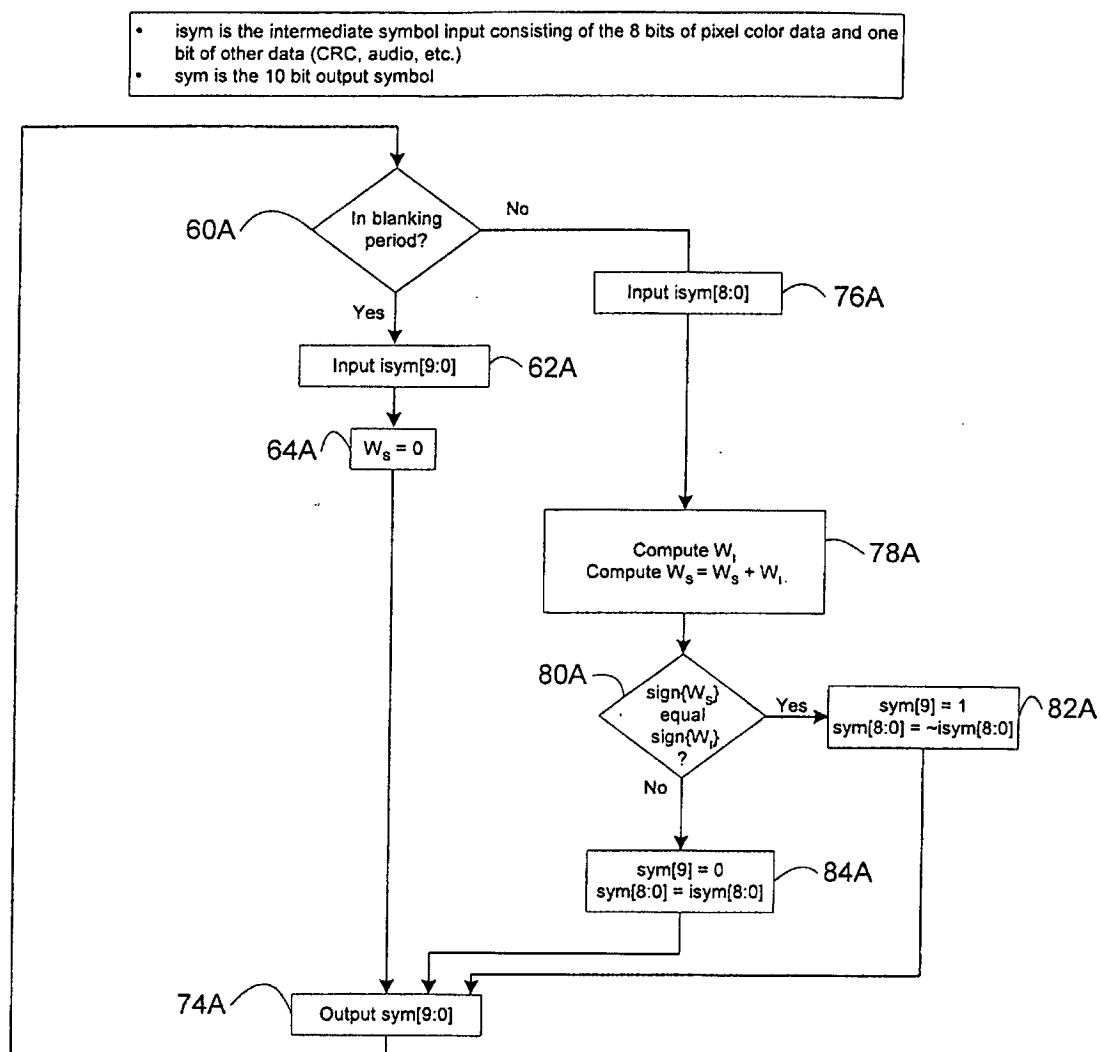 • isym is the intermediate symbol input consisting of the 8 bits of pixel color data and one
bit of other data (CRC, audio, etc.)
• sym is the 10 bit output symbol
60A
In blanking
period?
No
Yes
Input isym[8:0]
76A
Input isym[9:0]
62A
64A
W_S = 0
Compute W_I
Compute W_S = W_S + W_I.
78A
80A
sign{W_S}
equal
sign{W_I}
?
Yes
No
sym[9] = 1
sym[8:0] = ~isym[8:0]
82A
sym[9] = 0
sym[8:0] = isym[8:0]
84A
74A
Output sym[9:0]